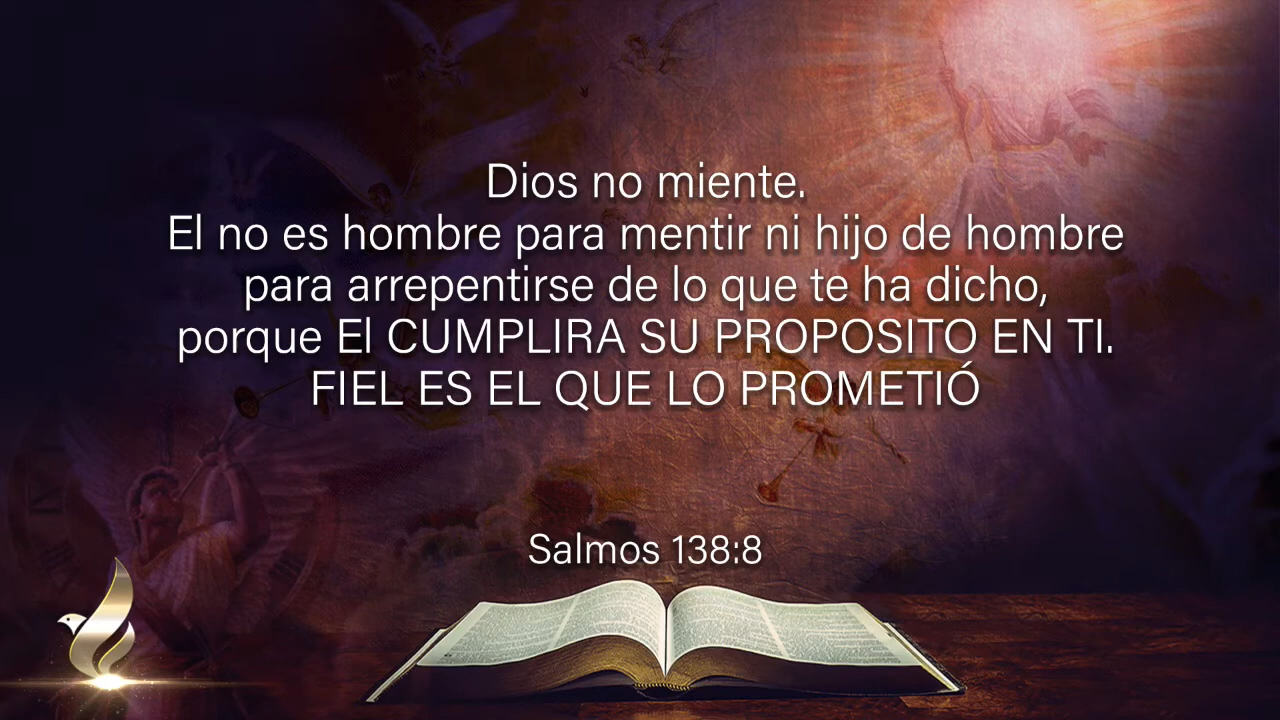 Dios no miente.
El no es hombre para mentir ni hijo de hombre
para arrepentirse de lo que te ha dicho,
porque El CUMPLIRA SU PROPOSITO EN TI.
FIEL ES EL QUE LO PROMETIÓ
Salmos 138:8